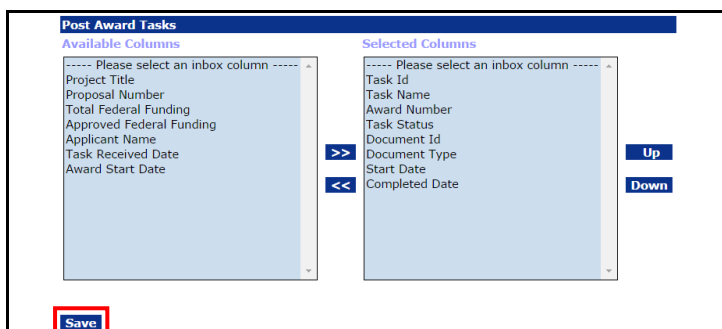 Post Award Tasks
Available Columns
----- Please select an inbox column -----
Project Title
Proposal Number
Total Federal Funding
Approved Federal Funding
Applicant Name
Task Received Date
Award Start Date
>>
<<
Selected Columns
----- Please select an inbox column -----
Task Id
Task Name
Award Number
Task Status
Document Id
Document Type
Start Date
Completed Date
Up
Down
Save